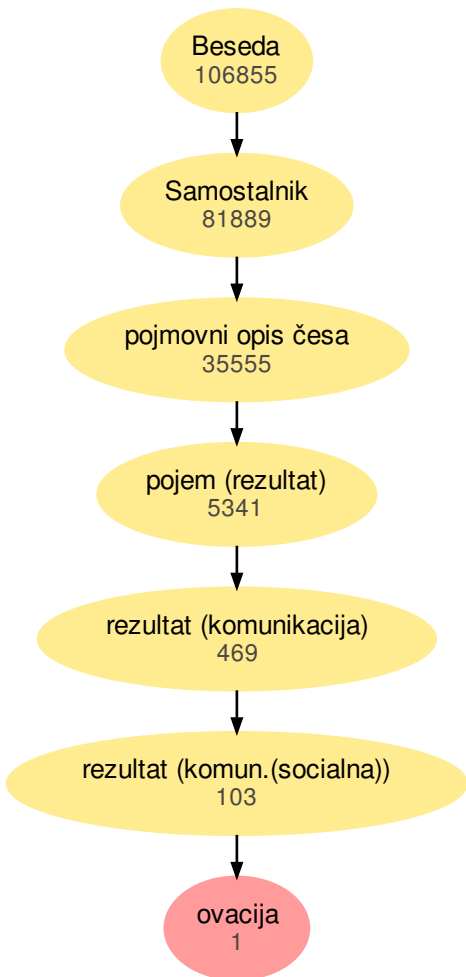 Beseda
106855
Samostalnik
81889
pojmovni opis česa
35555
pojem (rezultat)
5341
rezultat (komunikacija)
469
rezultat (komun.(socialna))
103
ovacija
1